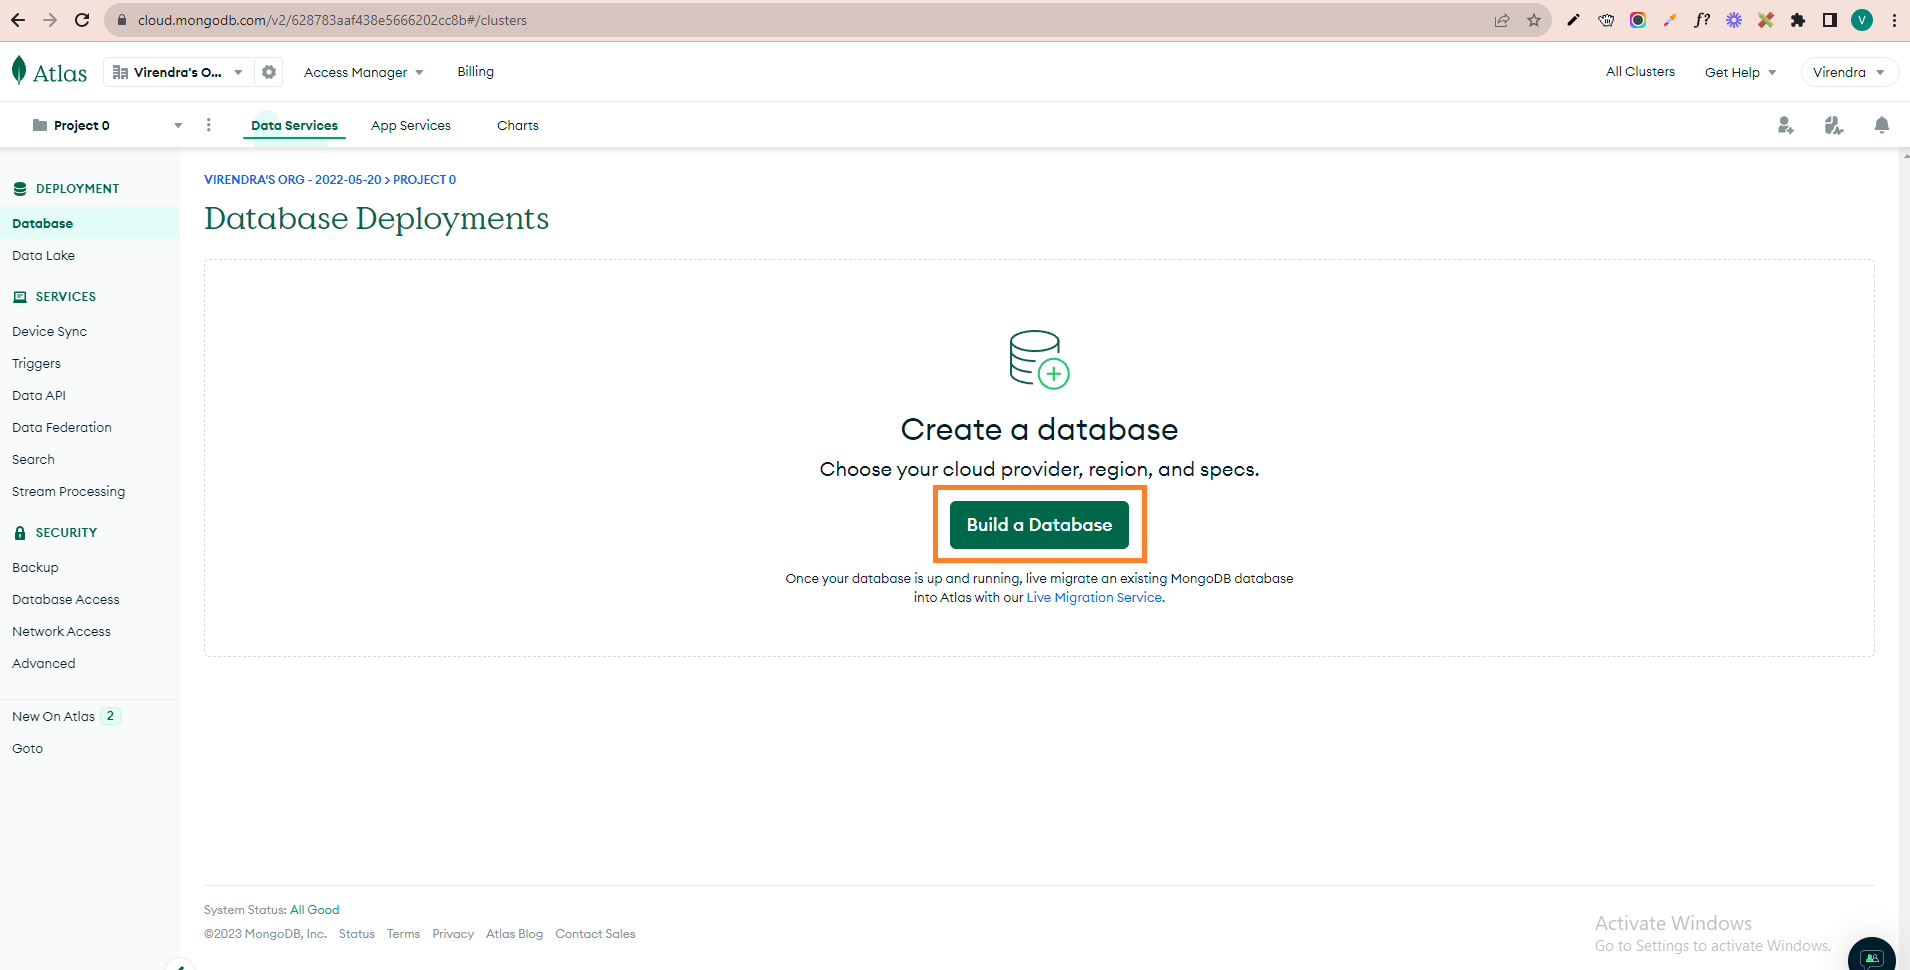 cloud.mongodb.com/v2/628783aaf438e5666202cc8b#/clusters
f?
V
Atlas
Virendra's O...
Access Manager
Billing
All Clusters
Get Help
Virendra
Project 0
Data Services
App Services
Charts
DEPLOYMENT
Database
Data Lake
SERVICES
Device Sync
Triggers
Data API
Data Federation
Search
Stream Processing
SECURITY
Backup
Database Access
Network Access
Advanced
New On Atlas 2
Goto
VIRENDRA'S ORG - 2022-05-20 > PROJECT 0
Database Deployments
Create a database
Choose your cloud provider, region, and specs.
Build a Database
Once your database is up and running, live migrate an existing MongoDB database
into Atlas with our Live Migration Service.
System Status: All Good
©2023 MongoDB, Inc. Status Terms Privacy Atlas Blog Contact Sales
Activate Windows
Go to Settings to activate Windows.